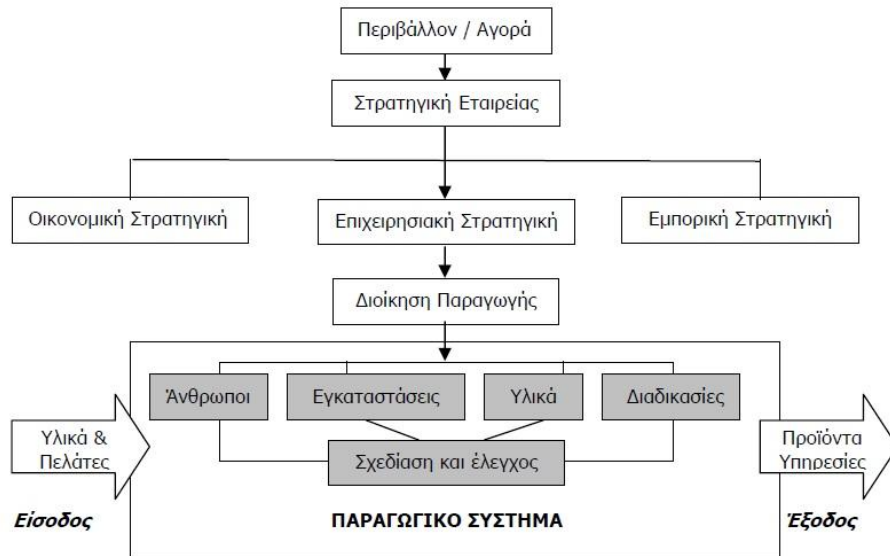 Περιβάλλον / Αγορά
Στρατηγική Εταιρείας
Οικονομική Στρατηγική
Επιχειρησιακή Στρατηγική
Εμπορική Στρατηγική
Διοίκηση Παραγωγής
Άνθρωποι
Εγκαταστάσεις
Υλικά
Διαδικασίες
Υλικά &
Πελάτες
Σχεδίαση και έλεγχος
Προϊόντα
Υπηρεσίες
Είσοδος
ΠΑΡΑΓΩΓΙΚΟ ΣΥΣΤΗΜΑ
Έξοδος